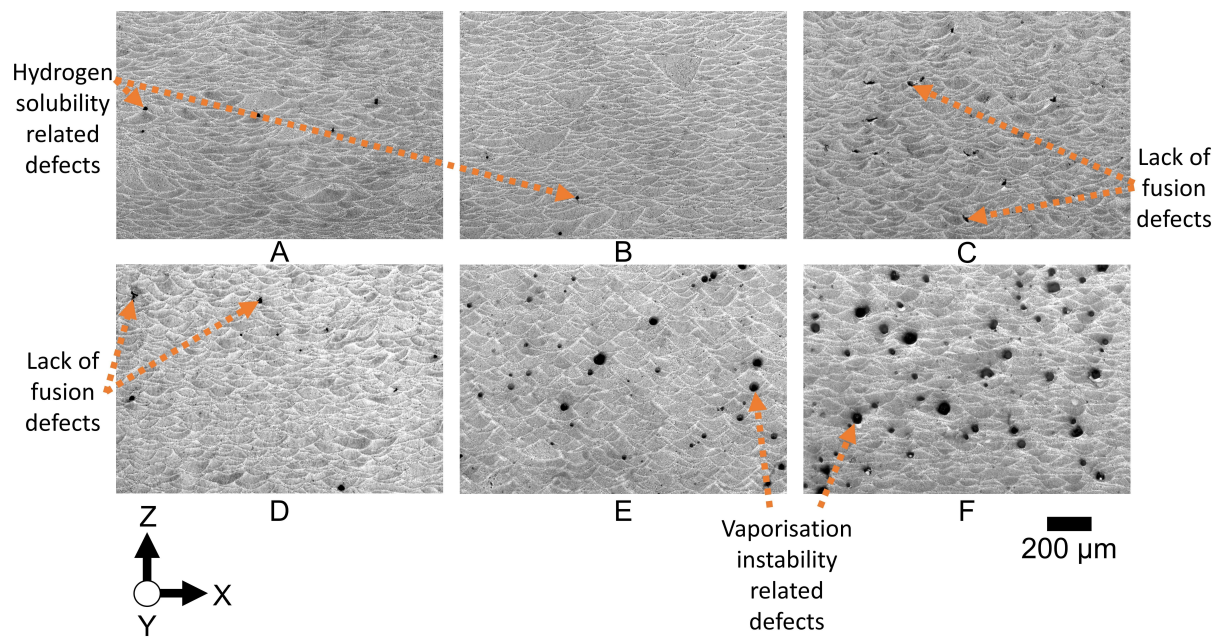 Hydrogen
solubility
related
defects
Lack of
fusion
defects
A
B
C
Lack of
fusion
defects
D
E
F
Vaporisation
instability
related
defects
200 µm
Z
X
Y